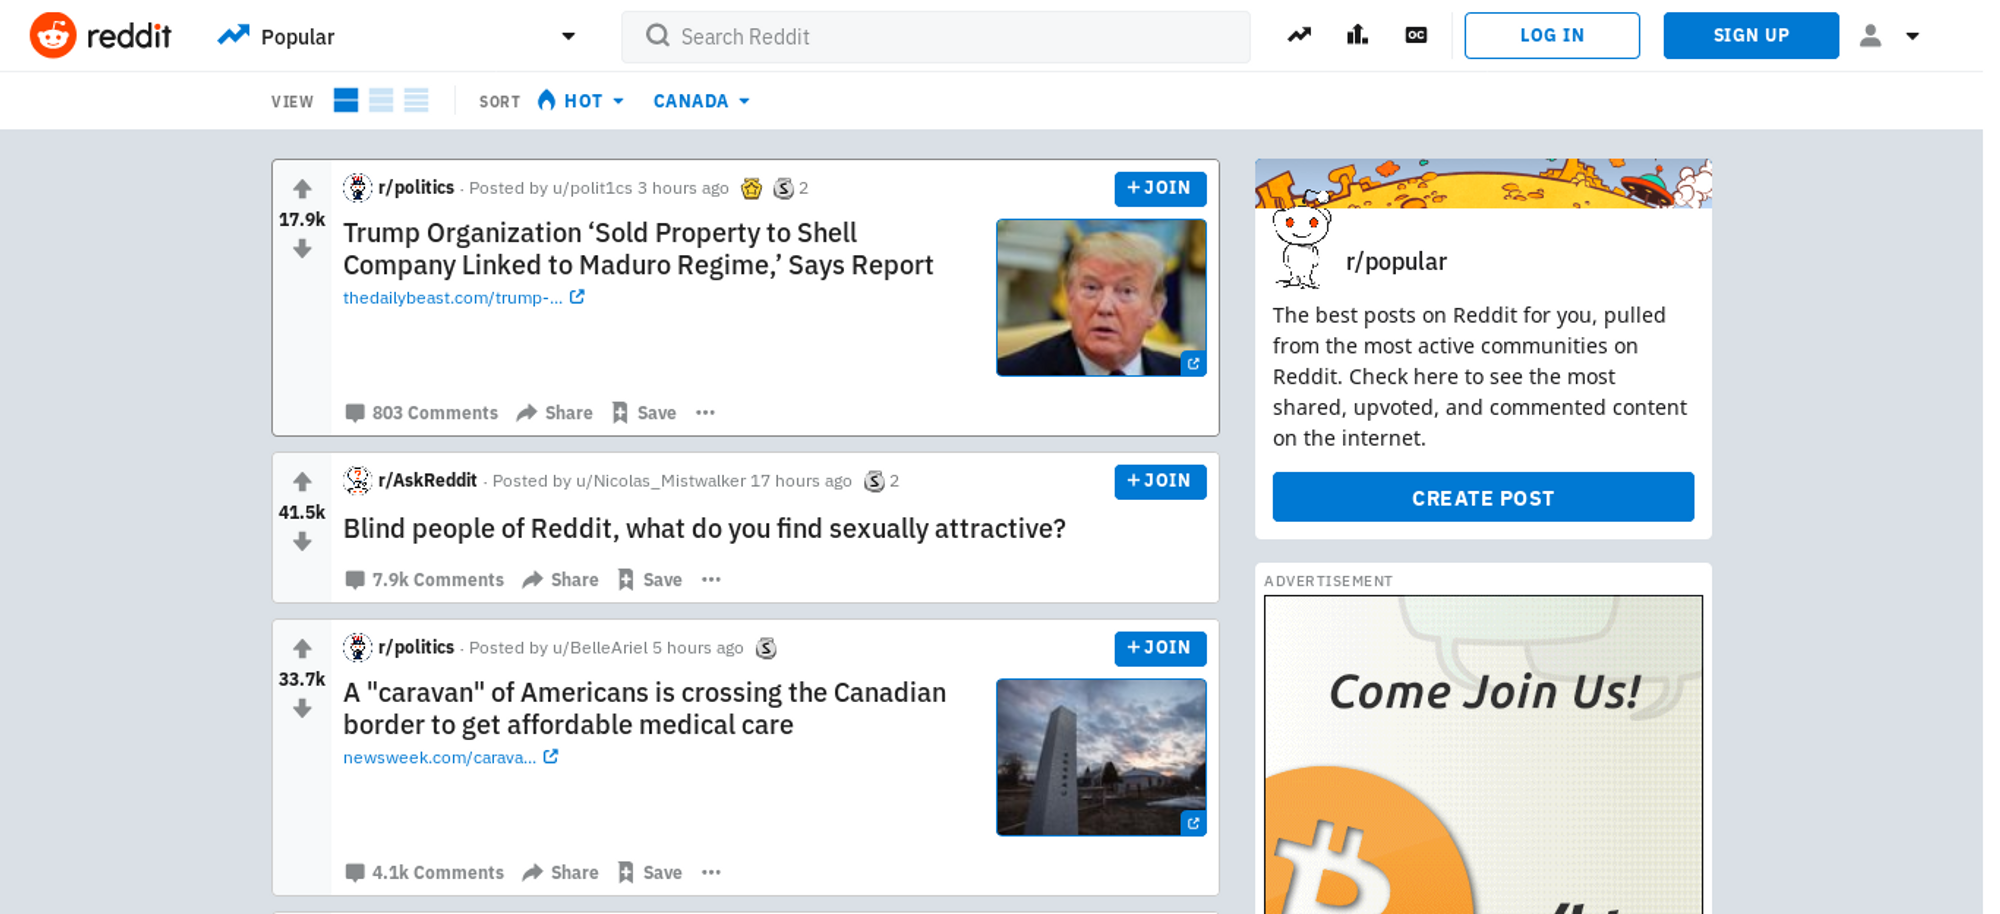 reddit
Popular
Search Reddit
OC
LOG IN
SIGN UP
VIEW
SORT
HOT
CANADA
r/politics · Posted by u/polit1cs 3 hours ago
S 2
+ JOIN
17.9k
Trump Organization ‘Sold Property to Shell
Company Linked to Maduro Regime,’ Says Report
thedailybeast.com/trump-...
803 Comments
Share
Save
...
r/AskReddit · Posted by u/Nicolas_Mistwalker 17 hours ago
S 2
+ JOIN
41.5k
Blind people of Reddit, what do you find sexually attractive?
7.9k Comments
Share
Save
...
r/politics · Posted by u/BelleAriel 5 hours ago
S
+ JOIN
33.7k
A "caravan" of Americans is crossing the Canadian
border to get affordable medical care
newsweek.com/carava...
4.1k Comments
Share
Save
...
r/popular
The best posts on Reddit for you, pulled
from the most active communities on
Reddit. Check here to see the most
shared, upvoted, and commented content
on the internet.
CREATE POST
ADVERTISEMENT
Come Join Us!